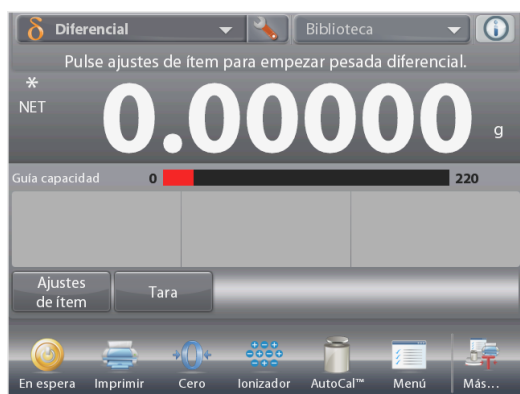 δ Diferencial Biblioteca i
Pulse ajustes de ítem para empezar pesada diferencial.
*
NET
0.00000 g
Guía capacidad 0 220
Ajustes
de ítem
Tara
En espera Imprimir Cero Ionizador AutoCal™ Menú Más...